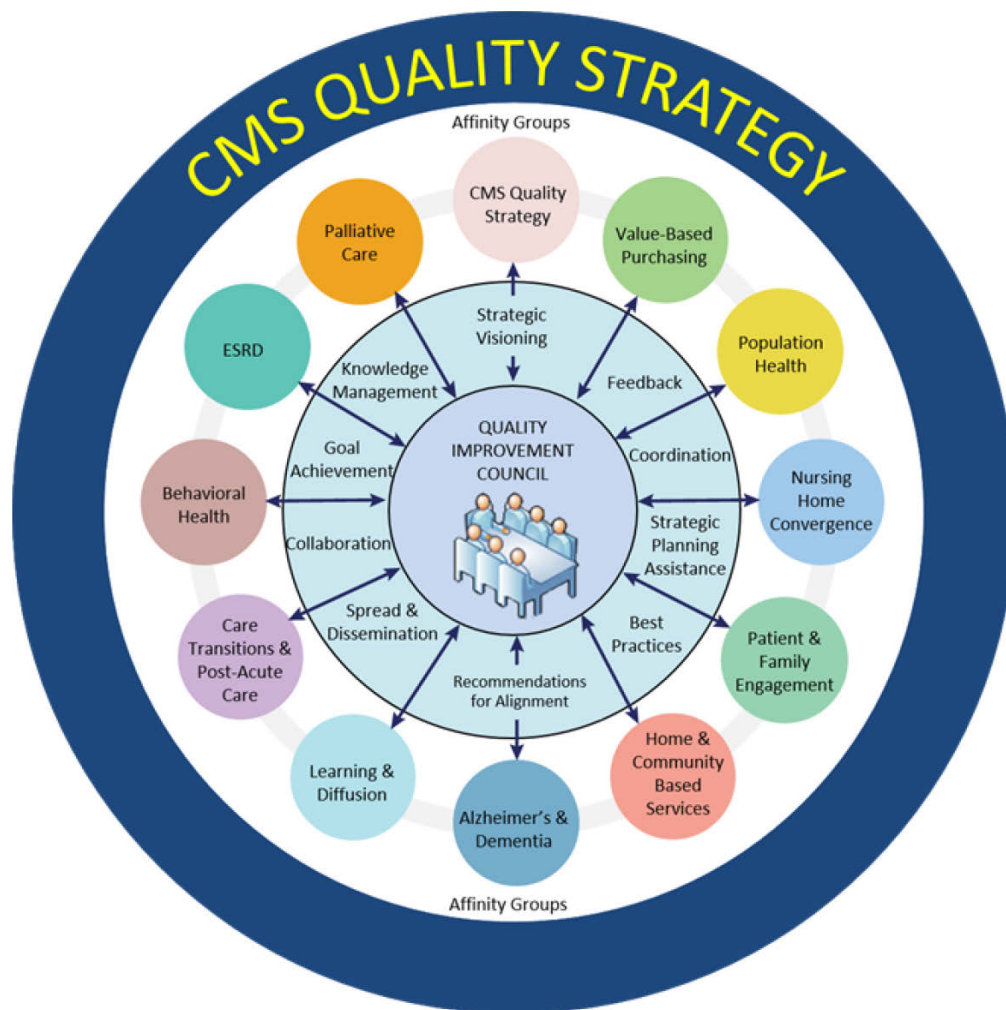 CMS QUALITY STRATEGY
Affinity Groups
CMS Quality
Strategy
Value-Based
Purchasing
Population
Health
Nursing
Home
Convergence
Patient &
Family
Engagement
Home &
Community
Based
Services
Alzheimer's &
Dementia
Learning &
Diffusion
Care
Transitions &
Post-Acute
Care
Behavioral
Health
ESRD
Palliative
Care
Strategic
Visioning
Feedback
Coordination
Strategic
Planning
Assistance
Best
Practices
Recommendations
for Alignment
Spread &
Dissemination
Collaboration
Goal
Achievement
Knowledge
Management
QUALITY
IMPROVEMENT
COUNCIL
Affinity Groups